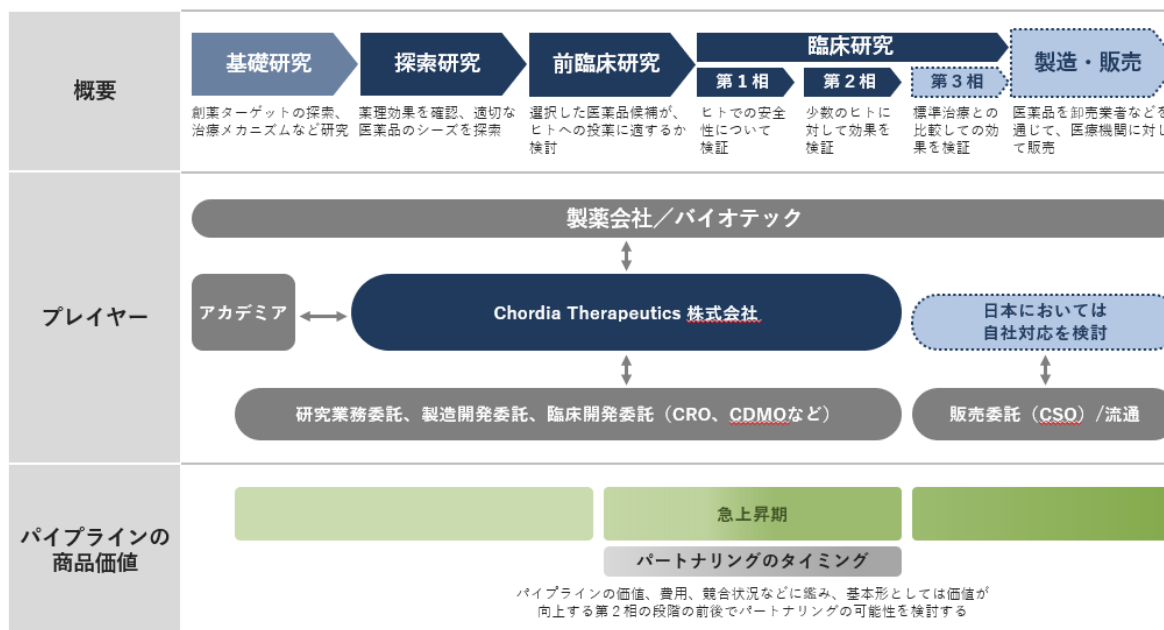 概要
基礎研究
創薬ターゲットの探索、
治療メカニズムなど研究
探索研究
薬理効果を確認、適切な
医薬品のシーズを探索
前臨床研究
選択した医薬品候補が、
ヒトへの投薬に適するか
検討
臨床研究
第1相
ヒトでの安全
性について
検証
第2相
少数のヒトに
対して効果を
検証
第3相
標準治療との
比較しての効
果を検証
製造・販売
医薬品を卸売業者などを
通じて、医療機関に対し
て販売
プレイヤー
製薬会社／バイオテック
アカデミア
Chordia Therapeutics 株式会社
日本においては
自社対応を検討
研究業務委託、製造開発委託、臨床開発委託（CRO、CDMOなど）
販売委託（CSO）/流通
パイプラインの
商品価値
急上昇期
パートナリングのタイミング
パイプラインの価値、費用、競合状況などに鑑み、基本形としては価値が
向上する第２相の段階の前後でパートナリングの可能性を検討する